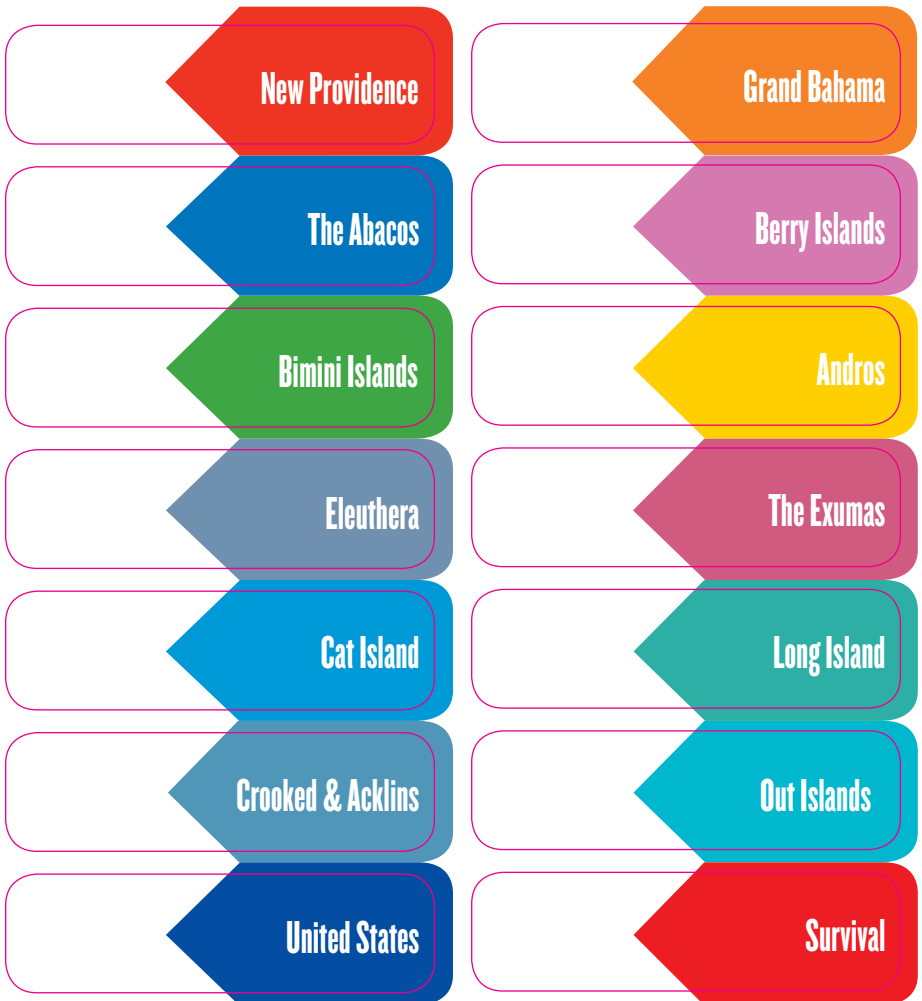 New Providence
Grand Bahama
The Abacos
Berry Islands
Bimini Islands
Andros
Eleuthera
The Exumas
Cat Island
Long Island
Crooked & Acklins
Out Islands
United States
Survival